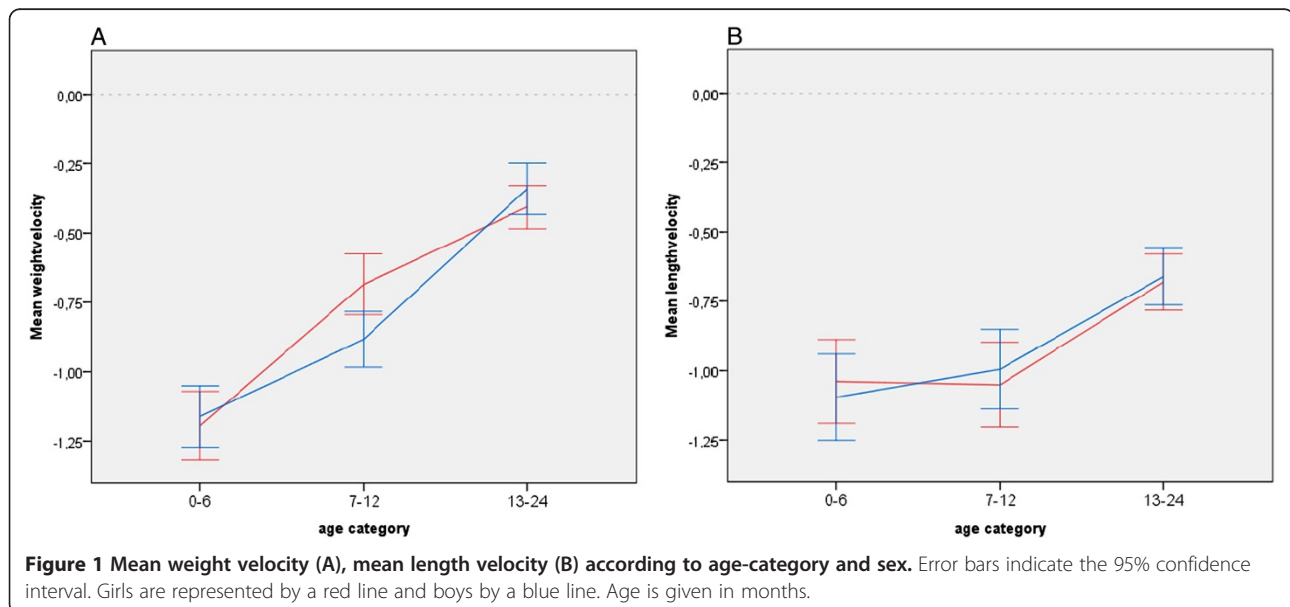 A
0,00
-0,25
-0,50
-0,75
-1,00
-1,25
Mean weightvelocity
0-6
7-12
13-24
age category
B
0,00
-0,25
-0,50
-0,75
-1,00
-1,25
Mean lengthvelocity
0-6
7-12
13-24
age category
Figure 1 Mean weight velocity (A), mean length velocity (B) according to age-category and sex. Error bars indicate the 95% confidence
interval. Girls are represented by a red line and boys by a blue line. Age is given in months.